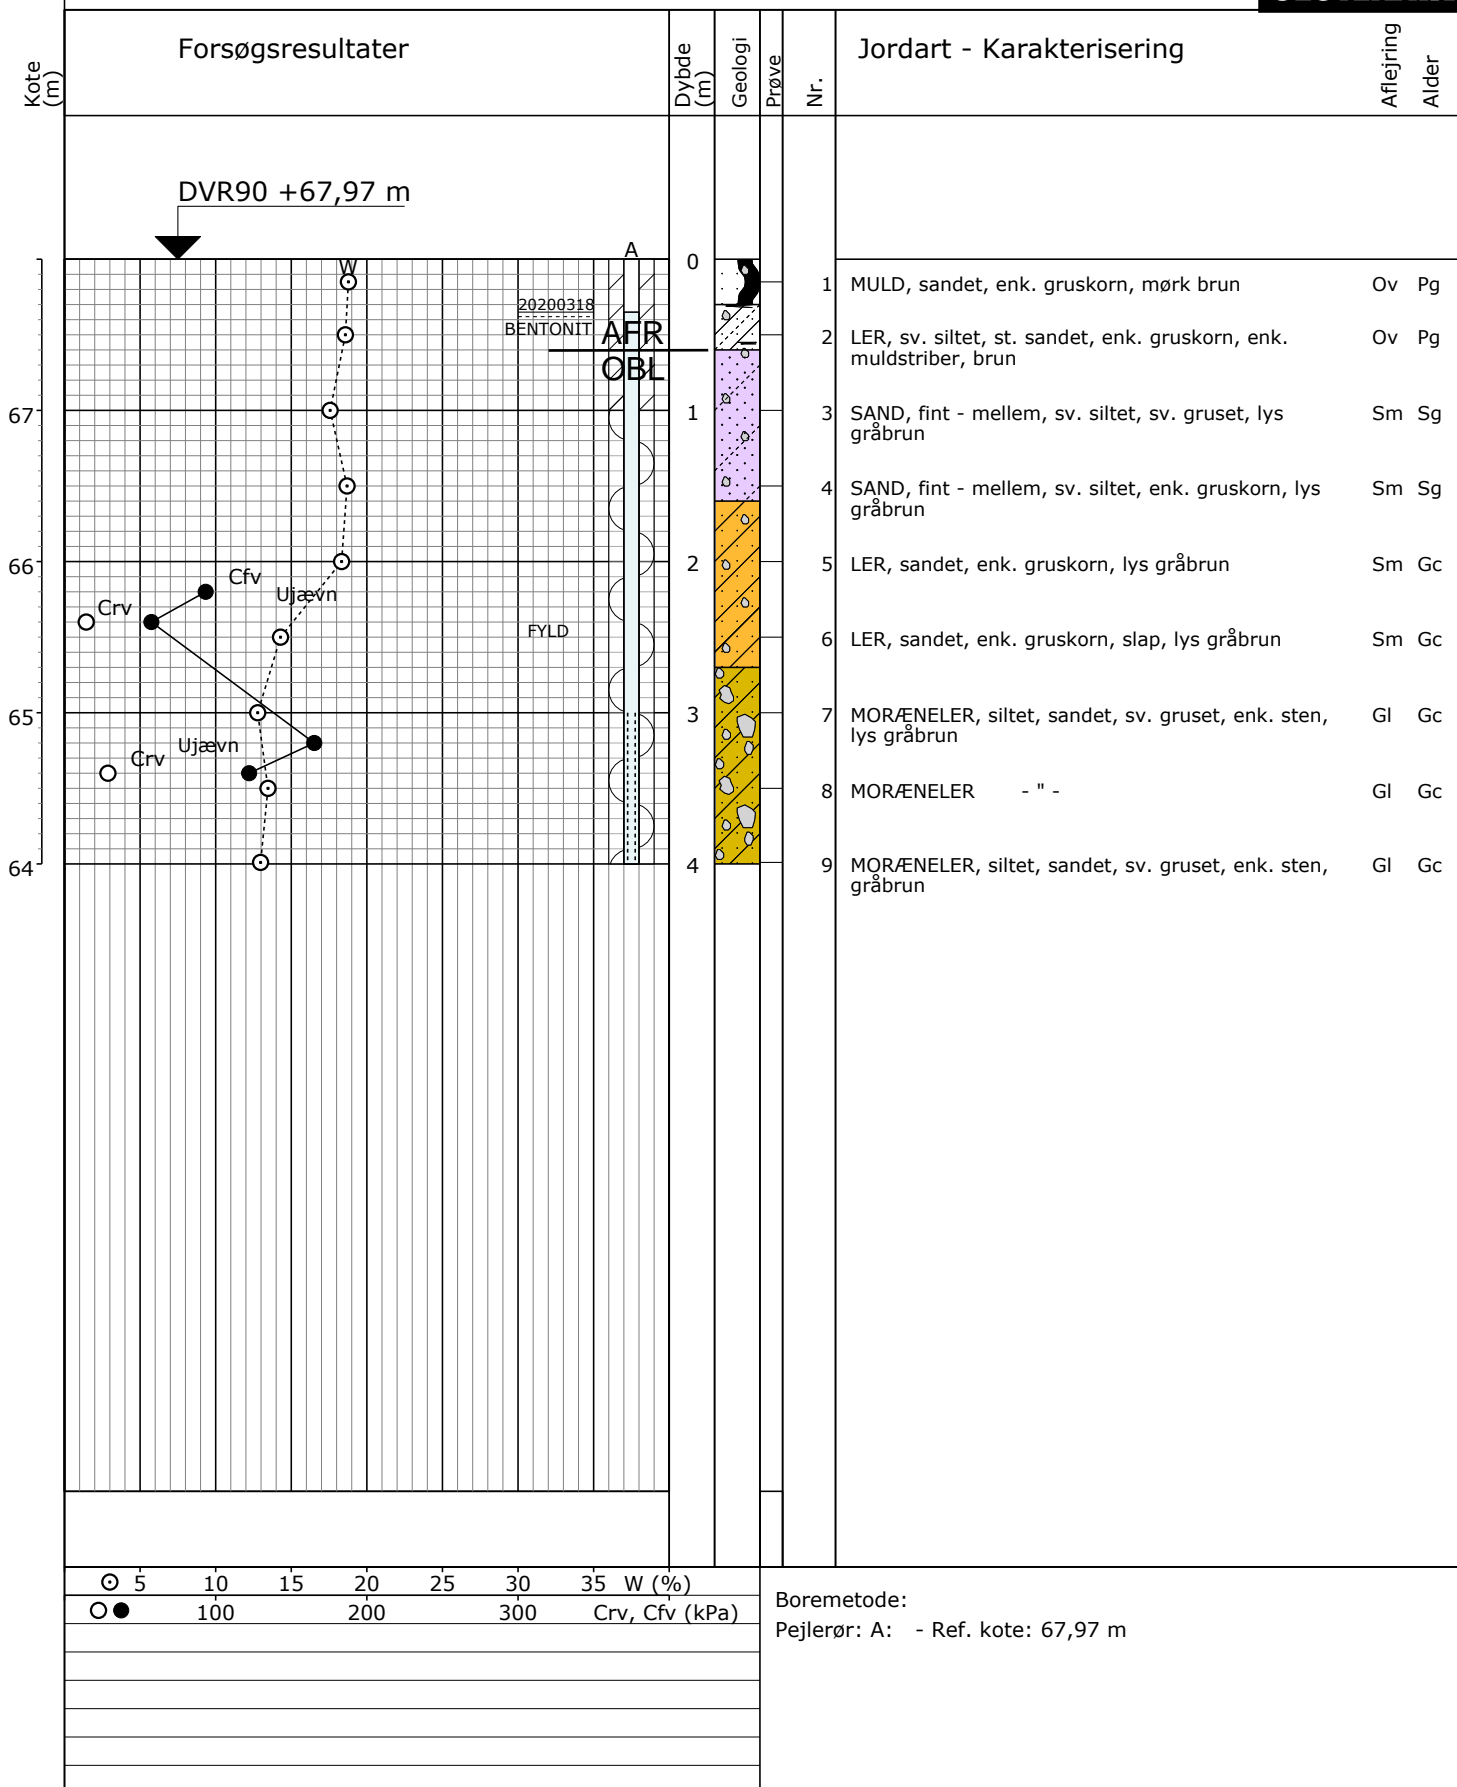 Kote (m)
Forsøgsresultater
Dybde (m)
Geologi
Prøve
Nr.
Jordart - Karakterisering
Aflejring
Alder
DVR90 +67,97 m
A
W
0
20200318
BENTONIT
AFR
OBL
1 MULD, sandet, enk. gruskorn, mørk brun Ov Pg
2 LER, sv. siltet, st. sandet, enk. gruskorn, enk. Ov Pg
muldstriber, brun
67
1
3 SAND, fint - mellem, sv. siltet, sv. gruset, lys Sm Sg
gråbrun
4 SAND, fint - mellem, sv. siltet, enk. gruskorn, lys Sm Sg
gråbrun
66
2
5 LER, sandet, enk. gruskorn, lys gråbrun Sm Gc
Cfv
Ujævn
Crv
FYLD
6 LER, sandet, enk. gruskorn, slap, lys gråbrun Sm Gc
65
3
7 MORÆNELER, siltet, sandet, sv. gruset, enk. sten, Gl Gc
lys gråbrun
Ujævn
Crv
8 MORÆNELER - " - Gl Gc
64
4
9 MORÆNELER, siltet, sandet, sv. gruset, enk. sten, Gl Gc
gråbrun
5 10 15 20 25 30 35 W (%)
100 200 300 Crv, Cfv (kPa)
Boremetode:
Pejlerør: A: - Ref. kote: 67,97 m